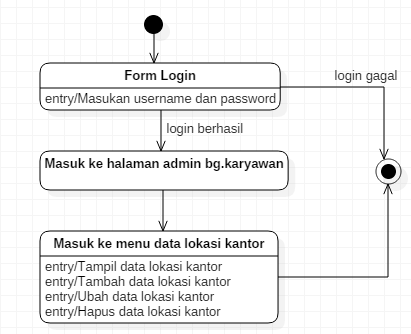 Form Login
entry/Masukan username dan password
login gagal
login berhasil
Masuk ke halaman admin bg.karyawan
Masuk ke menu data lokasi kantor
entry/Tampil data lokasi kantor
entry/Tambah data lokasi kantor
entry/Ubah data lokasi kantor
entry/Hapus data lokasi kantor